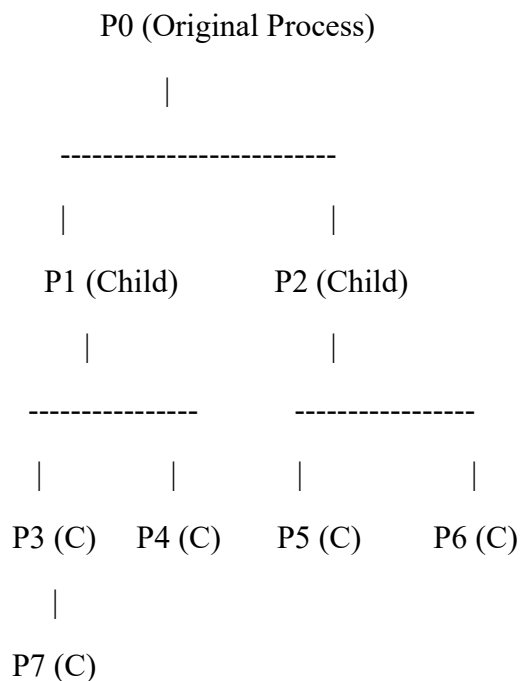 P0 (Original Process)
|
--------------------------
| |
P1 (Child) P2 (Child)
| |
---------------- -----------------
| | | |
P3 (C) P4 (C) P5 (C) P6 (C)
|
P7 (C)